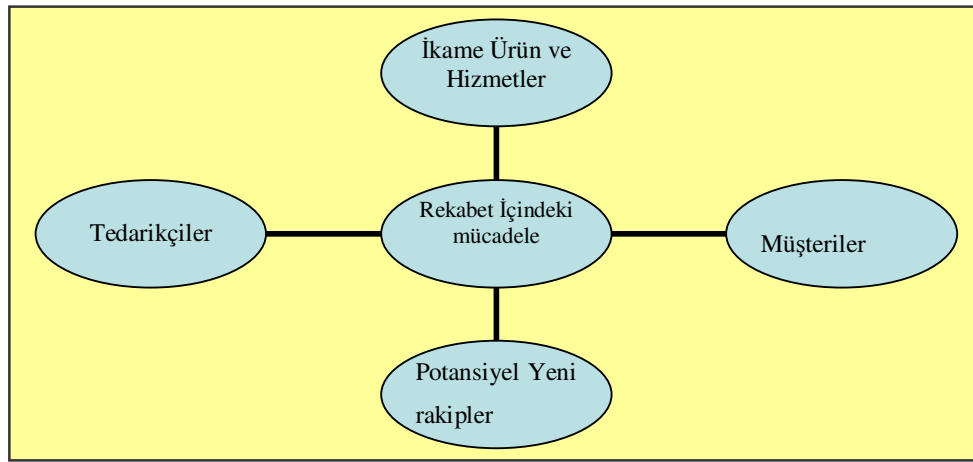 İkame Ürün ve
Hizmetler
Tedarikçiler
Rekabet İçindeki
mücadele
Müşteriler
Potansiyel Yeni
rakipler